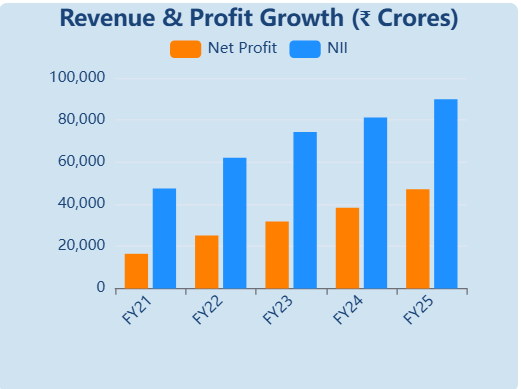 Revenue & Profit Growth (₹ Crores)
Net Profit NII
100,000
80,000
60,000
40,000
20,000
0
FY21 FY22 FY23 FY24 FY25